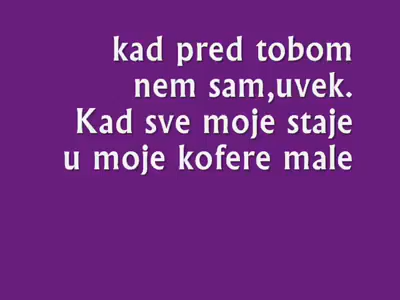 kad pred tobom
nem sam,uvek.
Kad sve moje staje
u moje kofere male